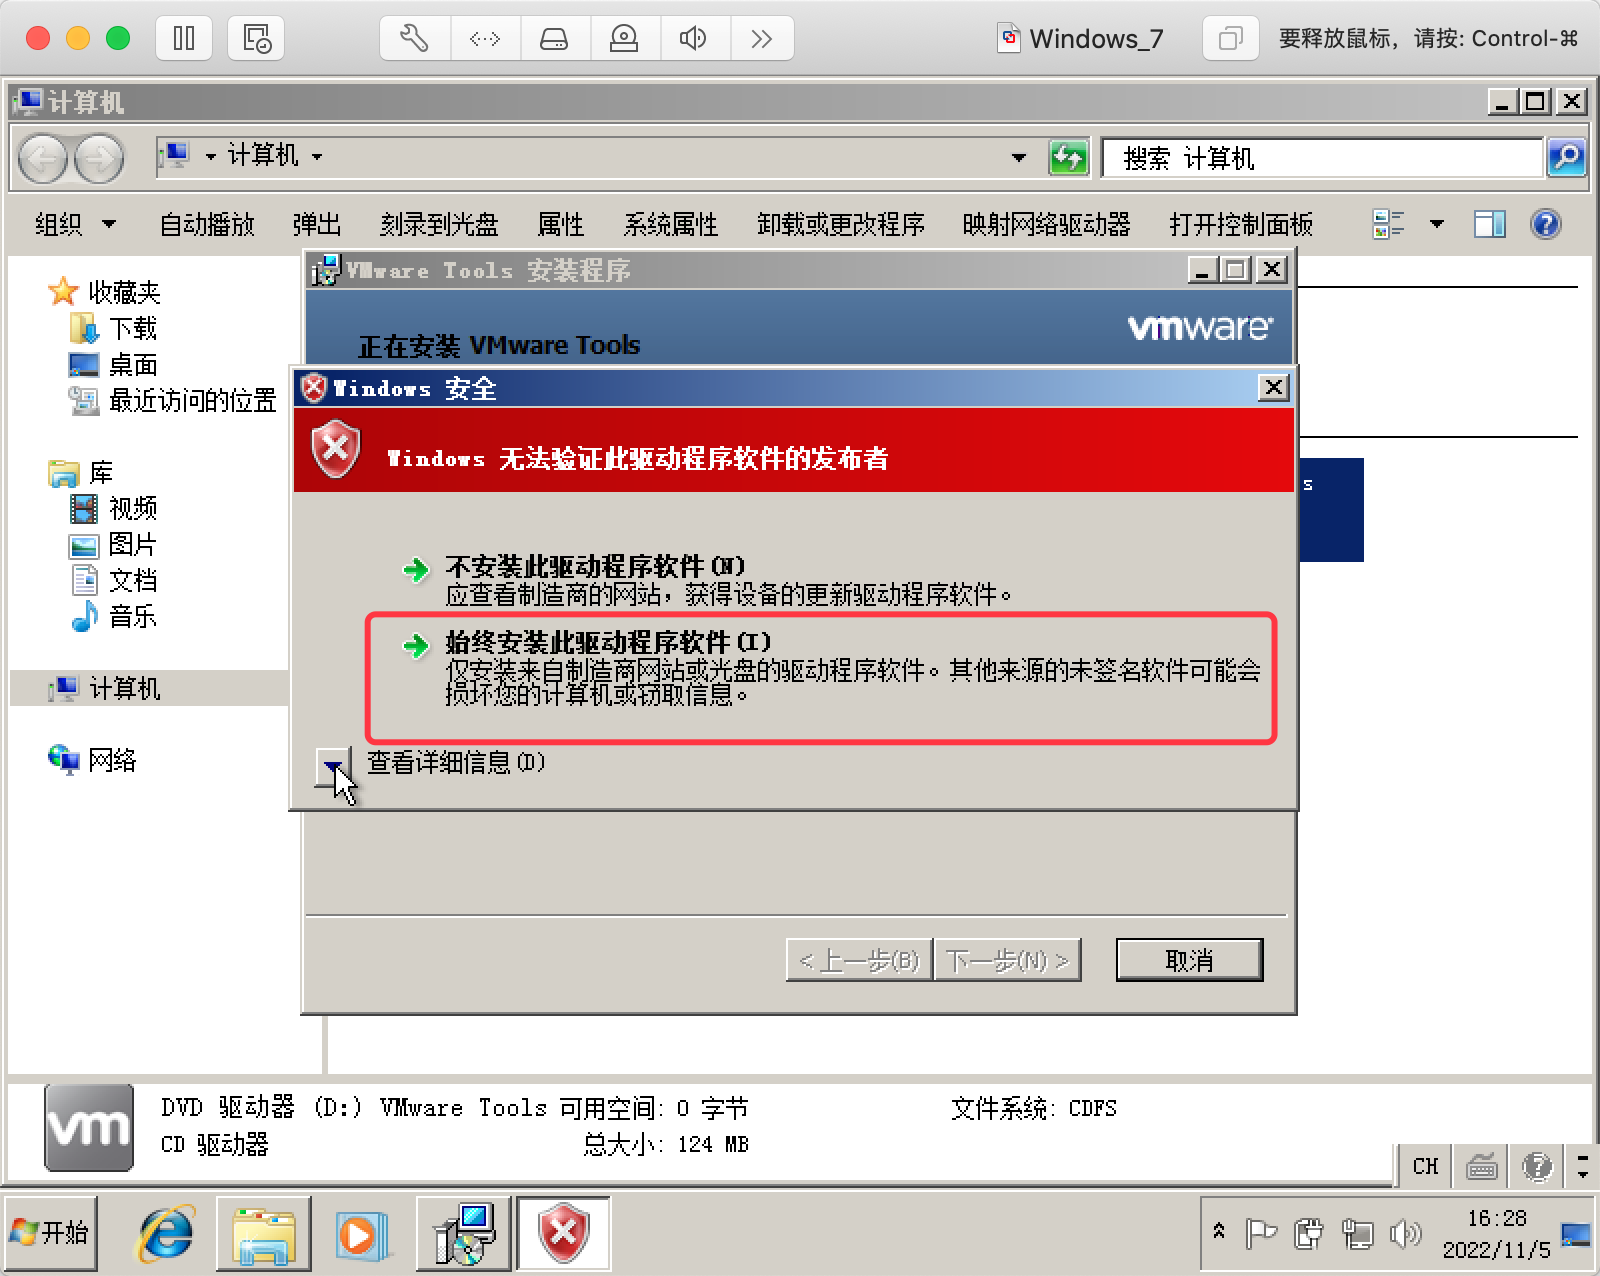 Windows_7
要释放鼠标，请按: Control-⌘
计算机
计算机
搜索 计算机
组织
自动播放
弹出
刻录到光盘
属性
系统属性
卸载或更改程序
映射网络驱动器
打开控制面板
收藏夹
下载
桌面
最近访问的位置
库
视频
图片
文档
音乐
计算机
网络
VMware Tools 安装程序
正在安装 VMware Tools
vmware
Windows 安全
Windows 无法验证此驱动程序软件的发布者
s
不安装此驱动程序软件(N)
应查看制造商的网站，获得设备的更新驱动程序软件。
始终安装此驱动程序软件(I)
仅安装来自制造商网站或光盘的驱动程序软件。其他来源的未签名软件可能会
损坏您的计算机或窃取信息。
查看详细信息(D)
< 上一步(B)
下一步(N) >
取消
vm
DVD 驱动器 (D:) VMware Tools 可用空间: 0 字节
文件系统: CDFS
CD 驱动器
总大小: 124 MB
CH
开始
16:28
2022/11/5